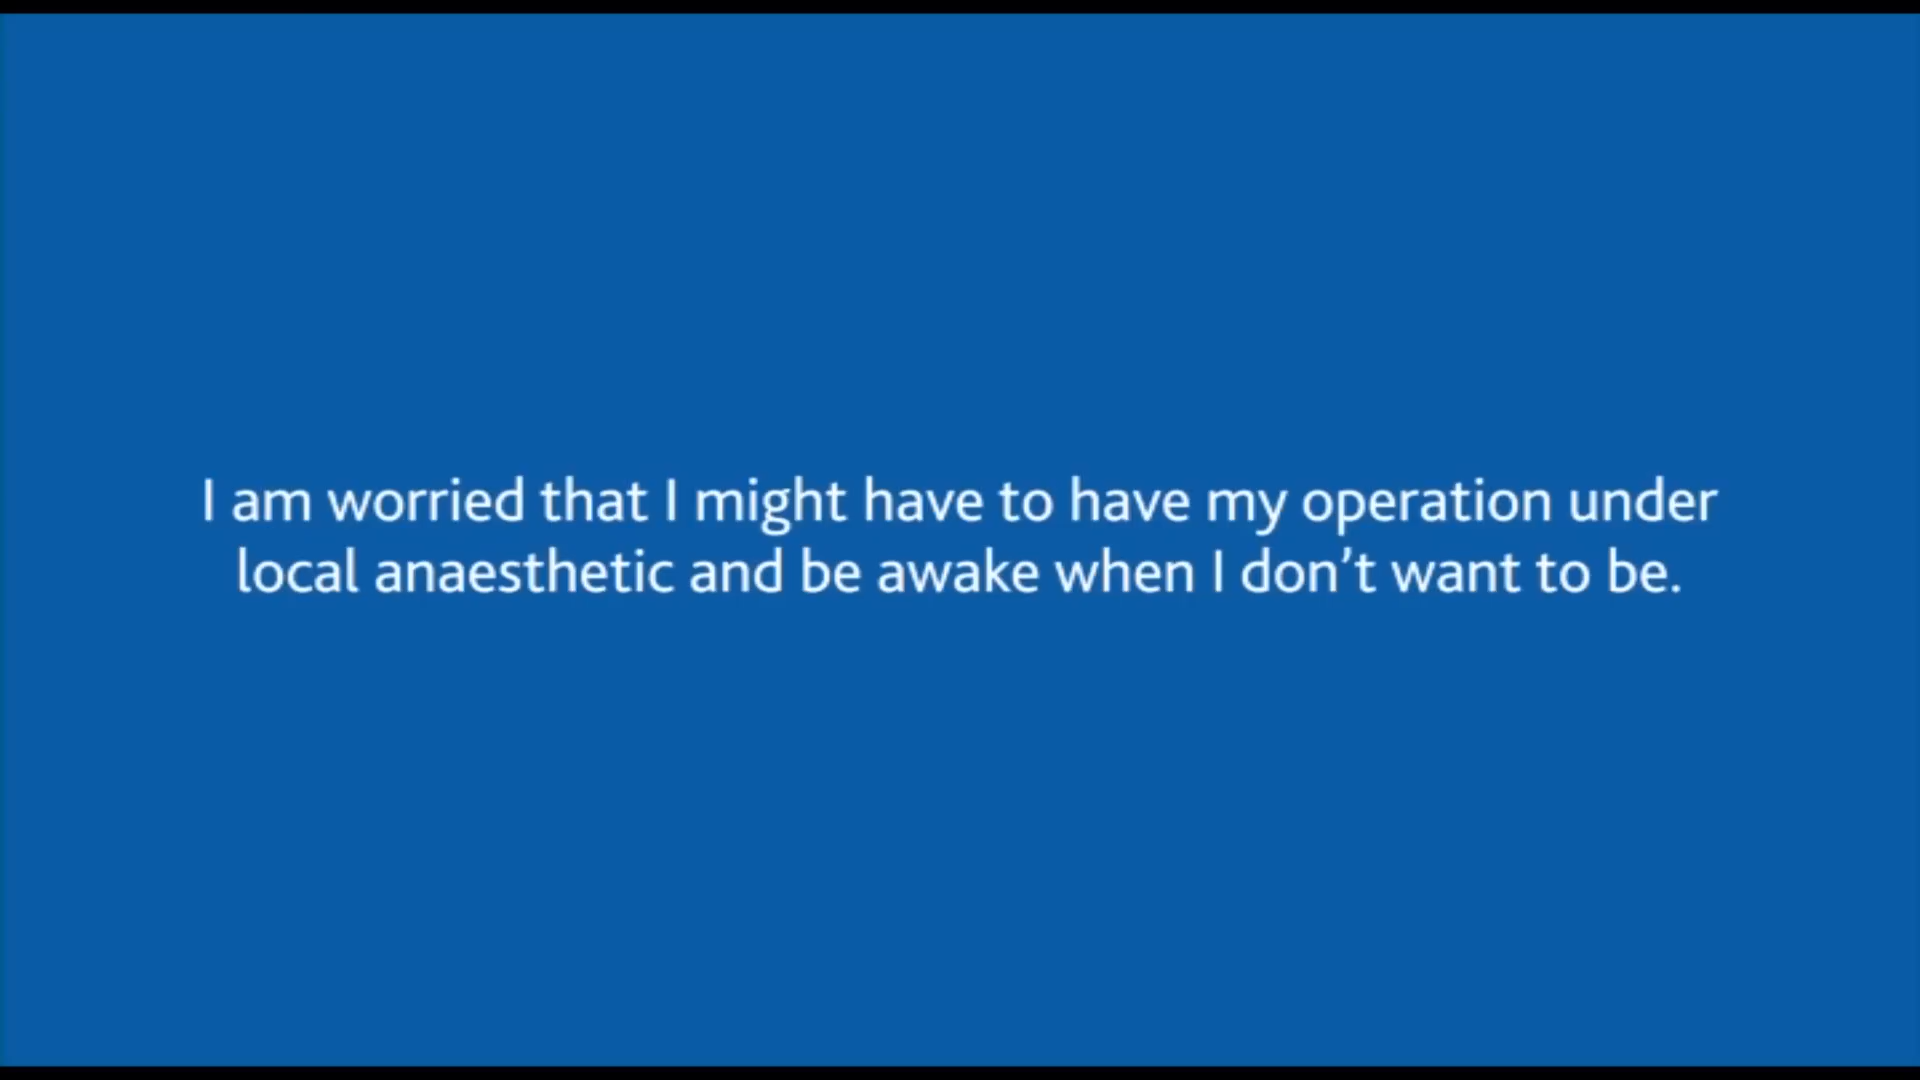 I am worried that I might have to have my operation under
local anaesthetic and be awake when I don’t want to be.